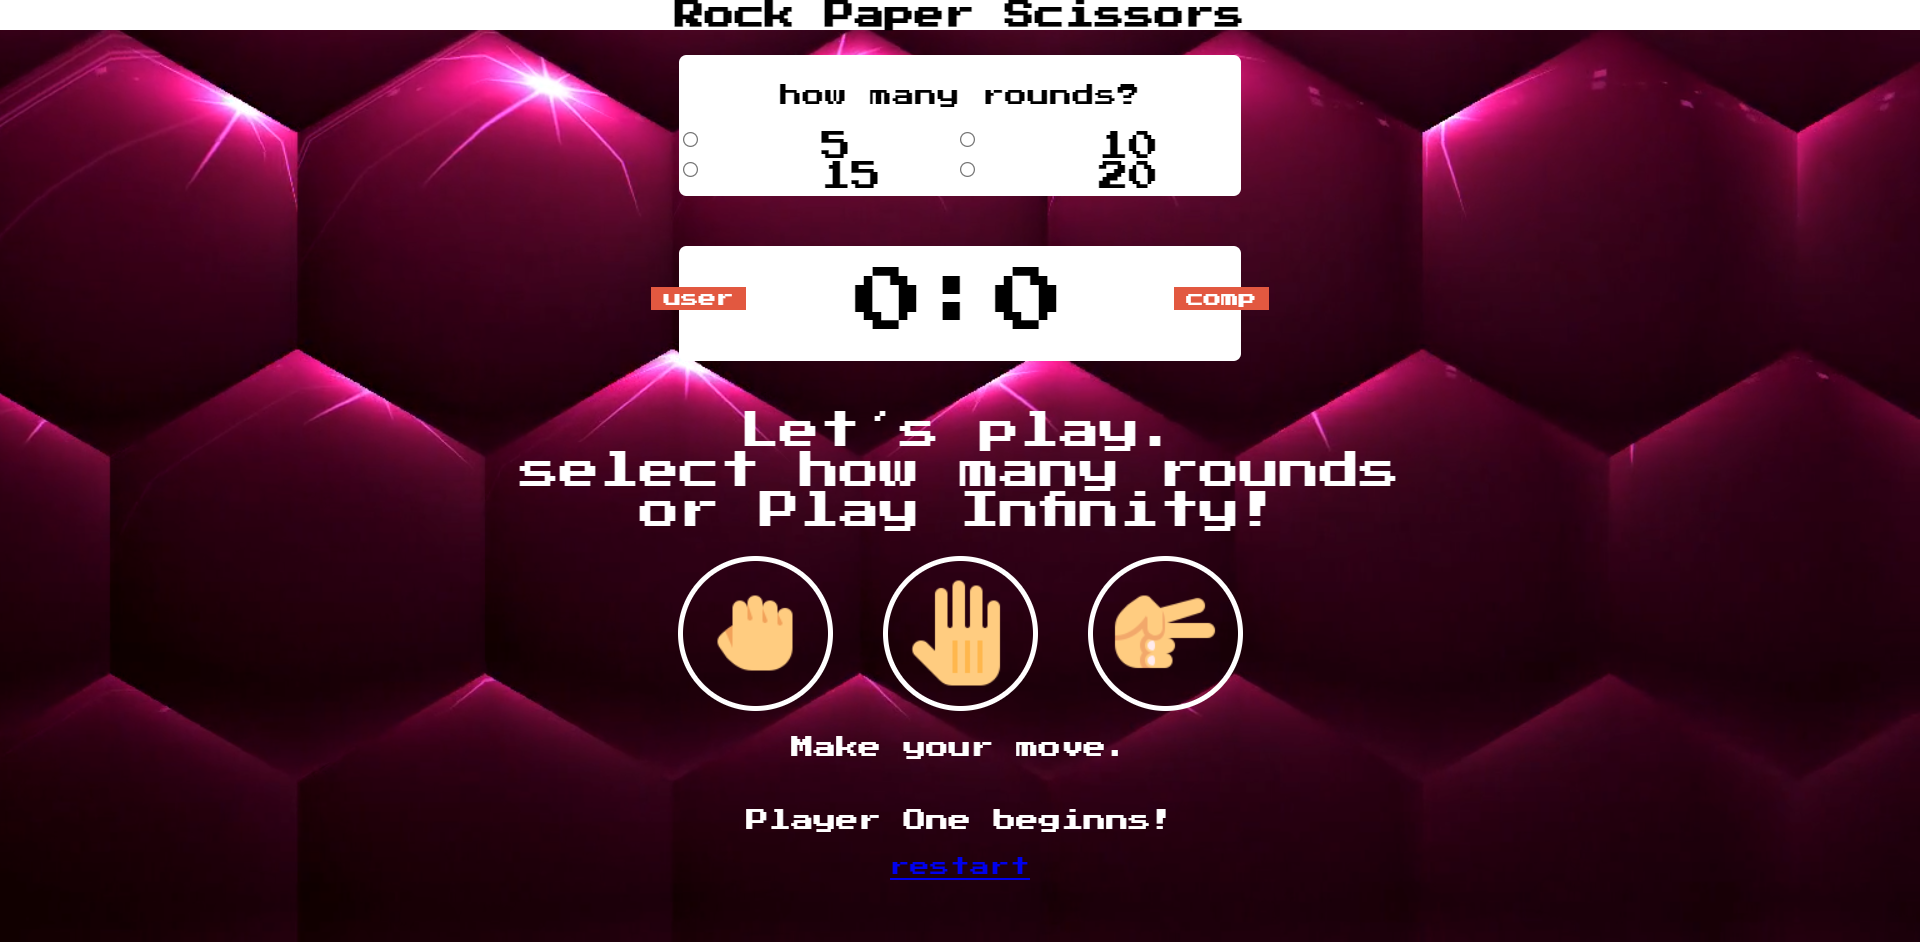 Rock Paper Scissors
how many rounds?
5 10
15 20
user 0:0 comp
Let's play.
select how many rounds
or Play Infinity!
Make your move.
Player One beginns!
restart